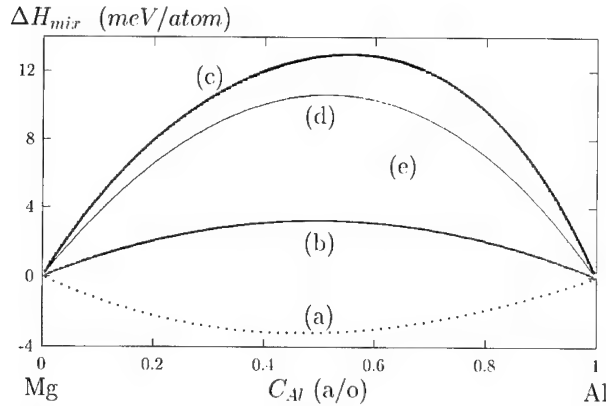 ΔH_mix (meV/atom)
12
(c)
(d)
8
(e)
4
(b)
0
(a)
-4
0 0.2 0.4 0.6 0.8 1
Mg C_Al (a/o) Al